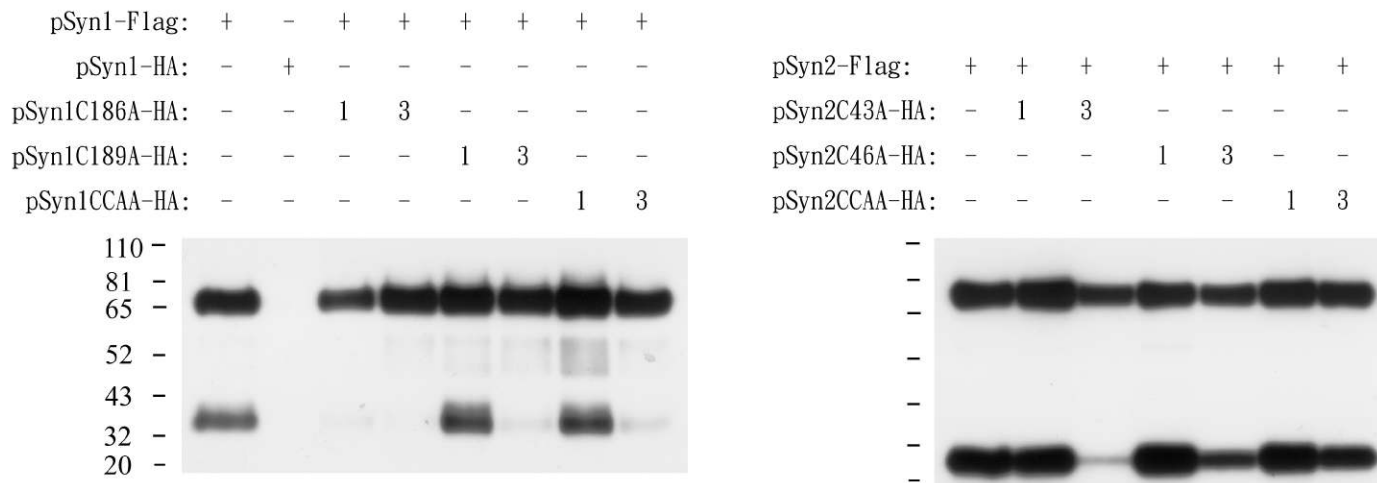 pSyn1-Flag: + - + + + + + +
pSyn1-HA: - + - - - - - -
pSyn1C186A-HA: - - 1 3 - - - -
pSyn1C189A-HA: - - - - 1 3 - -
pSyn1CCAA-HA: - - - - - - 1 3
110 -
81 -
65 -
52 -
43 -
32 -
20 -
pSyn2-Flag: + + + + + + +
pSyn2C43A-HA: - 1 3 - - - -
pSyn2C46A-HA: - - - 1 3 - -
pSyn2CCAA-HA: - - - - - 1 3